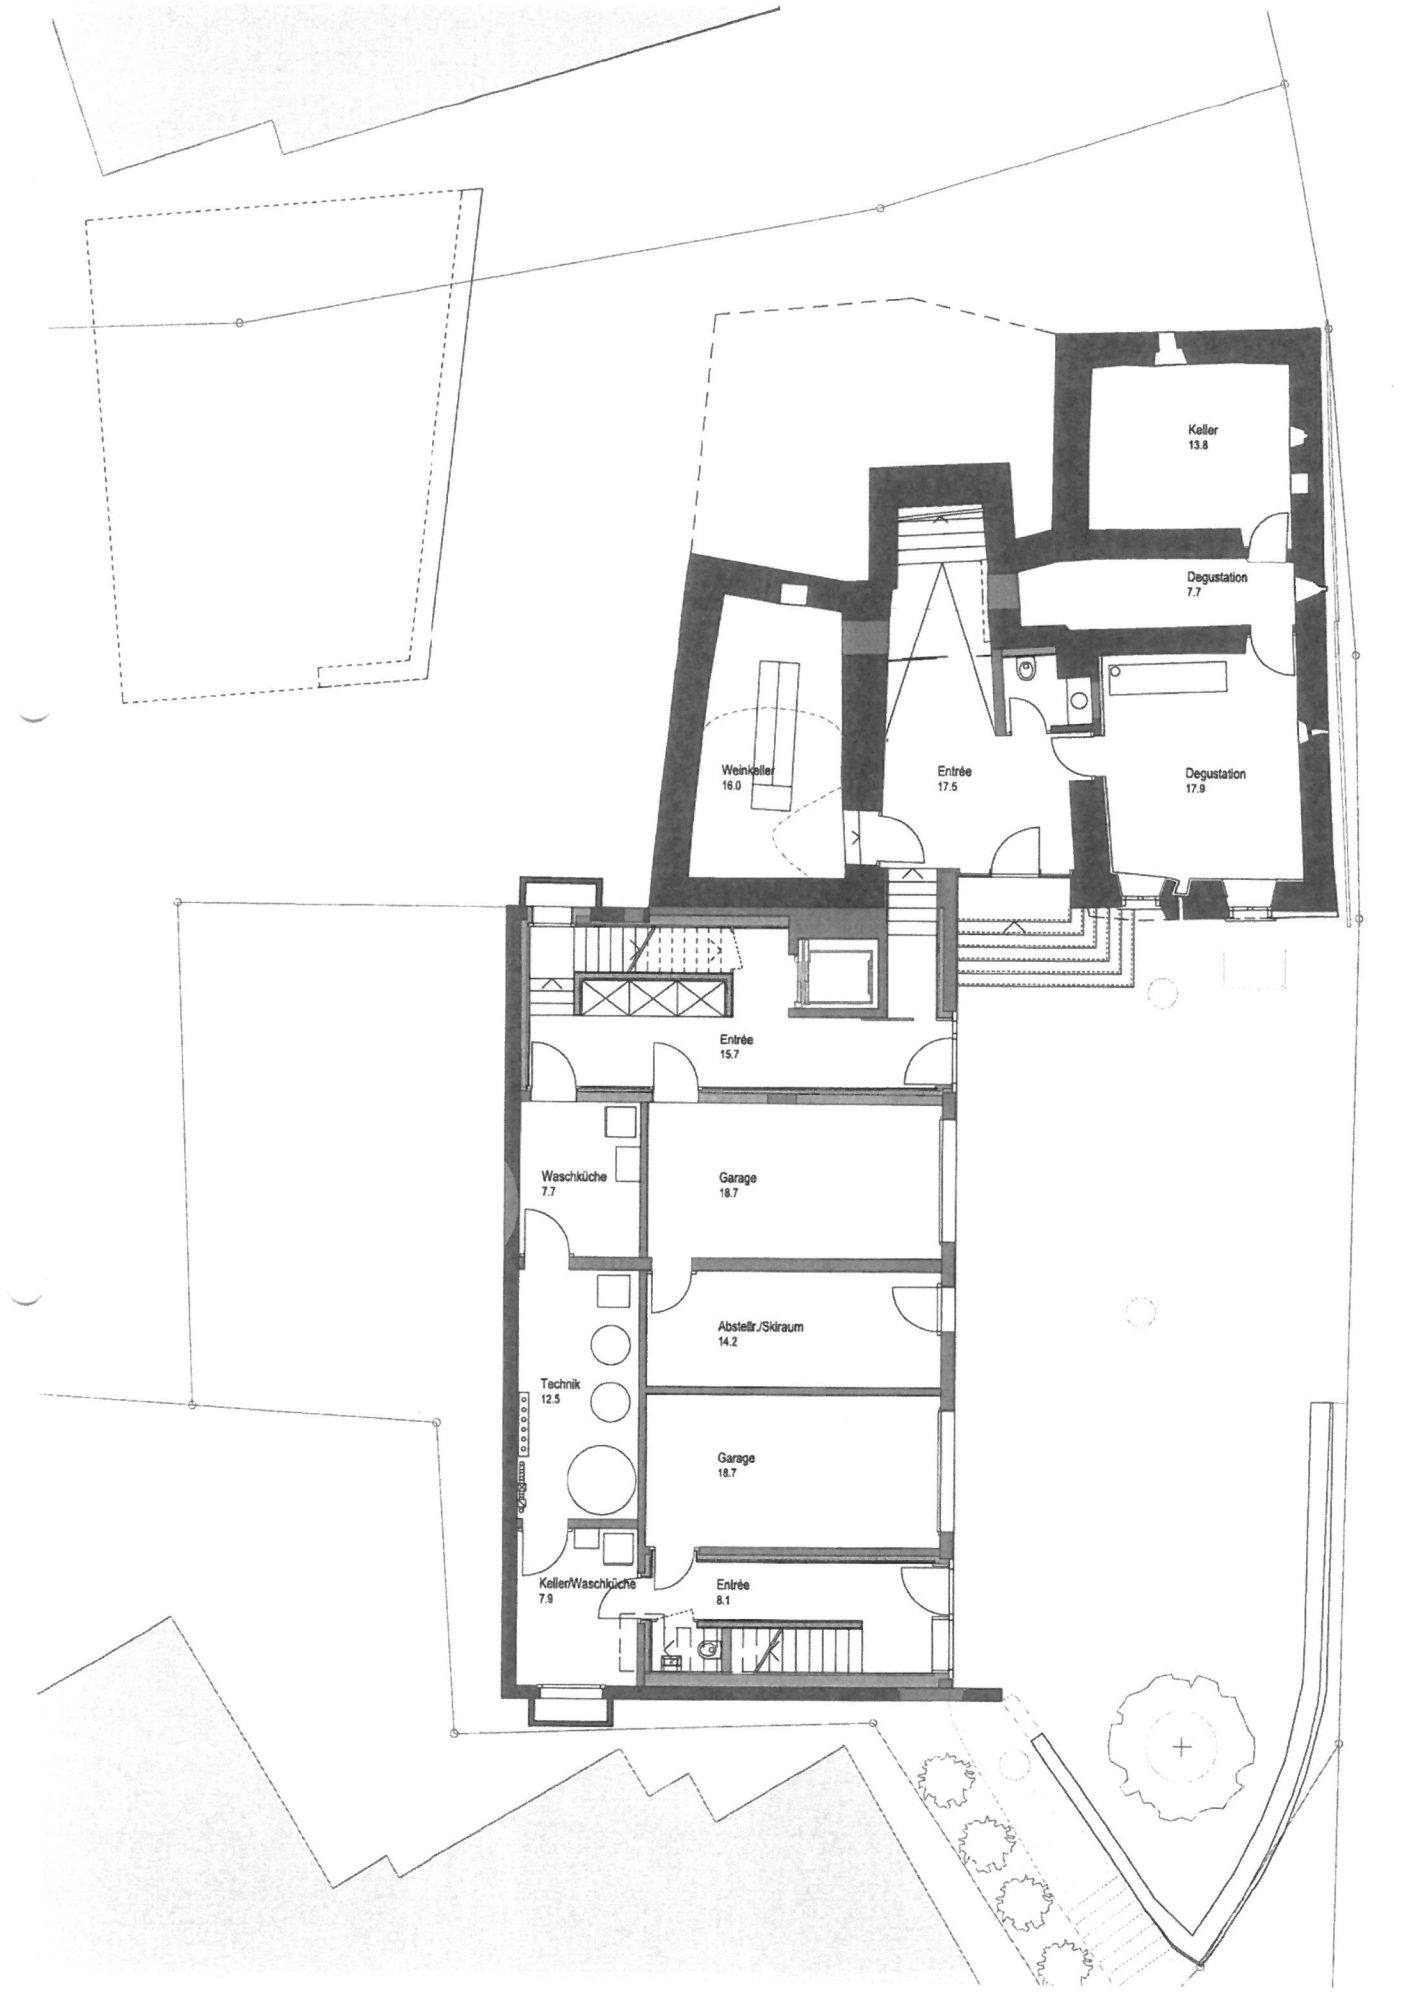 Keller
13.8
Degustation
7.7
Weinkeller
16.0
Entrée
17.5
Degustation
17.9
Entrée
15.7
Waschküche
7.7
Garage
18.7
Abstellr./Skiraum
14.2
Technik
12.5
Garage
18.7
Keller/Waschküche
7.9
Entrée
8.1